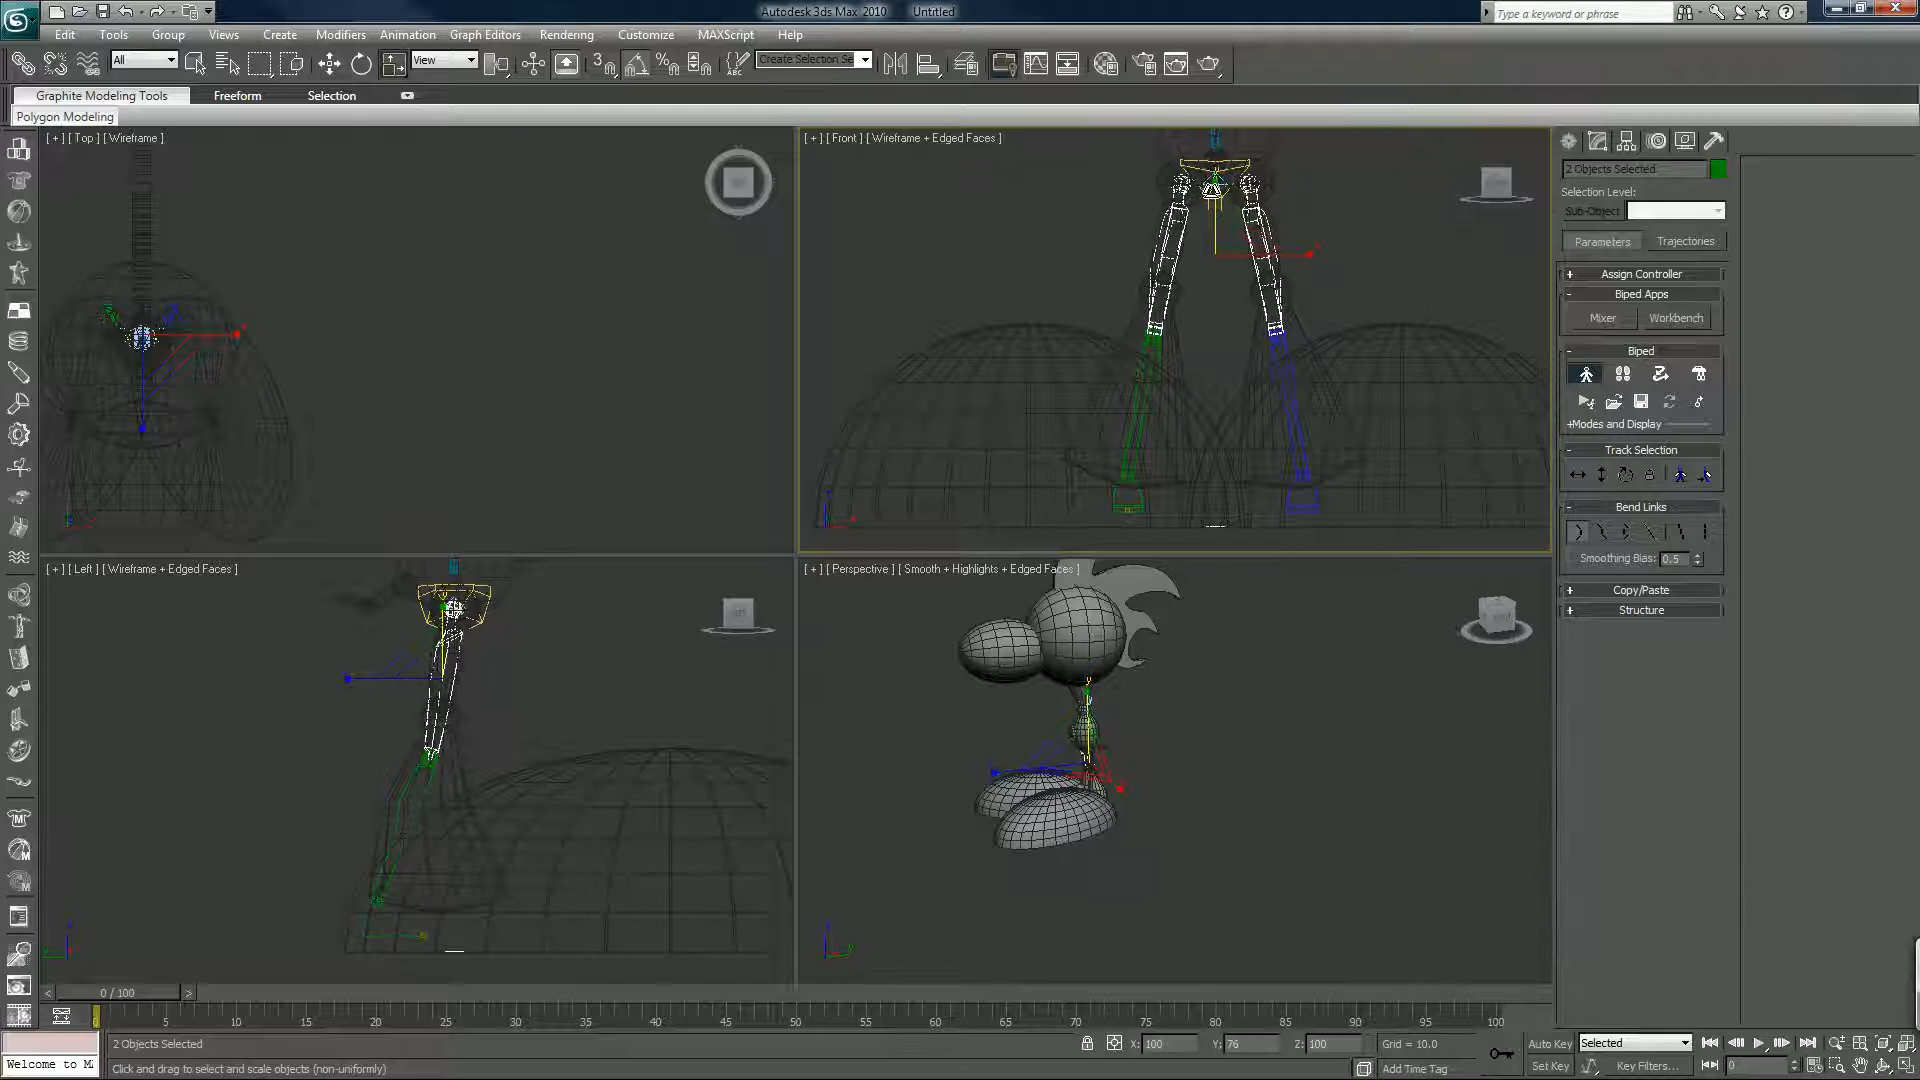 Autodesk 3ds Max 2010 Untitled
Type a keyword or phrase
Edit Tools Group Views Create Modifiers Animation Graph Editors Rendering Customize MAXScript Help
All View Create Selection Se
Graphite Modeling Tools Freeform Selection
Polygon Modeling
[ + ] [ Top ] [ Wireframe ]
[ + ] [ Front ] [ Wireframe + Edged Faces ]
[ + ] [ Left ] [ Wireframe + Edged Faces ]
[ + ] [ Perspective ] [ Smooth + Highlights + Edged Faces ]
2 Objects Selected
Selection Level:
Sub-Object
Parameters Trajectories
+ Assign Controller
- Biped Apps
Mixer Workbench
- Biped
+Modes and Display
- Track Selection
- Bend Links
Smoothing Bias: 0.5
+ Copy/Paste
+ Structure
< 0 / 100 >
0 5 10 15 20 25 30 35 40 45 50 55 60 65 70 75 80 85 90 95 100
2 Objects Selected X: 100 Y: 76 Z: 100 Grid = 10.0 Auto Key Selected
Welcome to M Click and drag to select and scale objects (non-uniformly) Add Time Tag Set Key Key Filters... 0